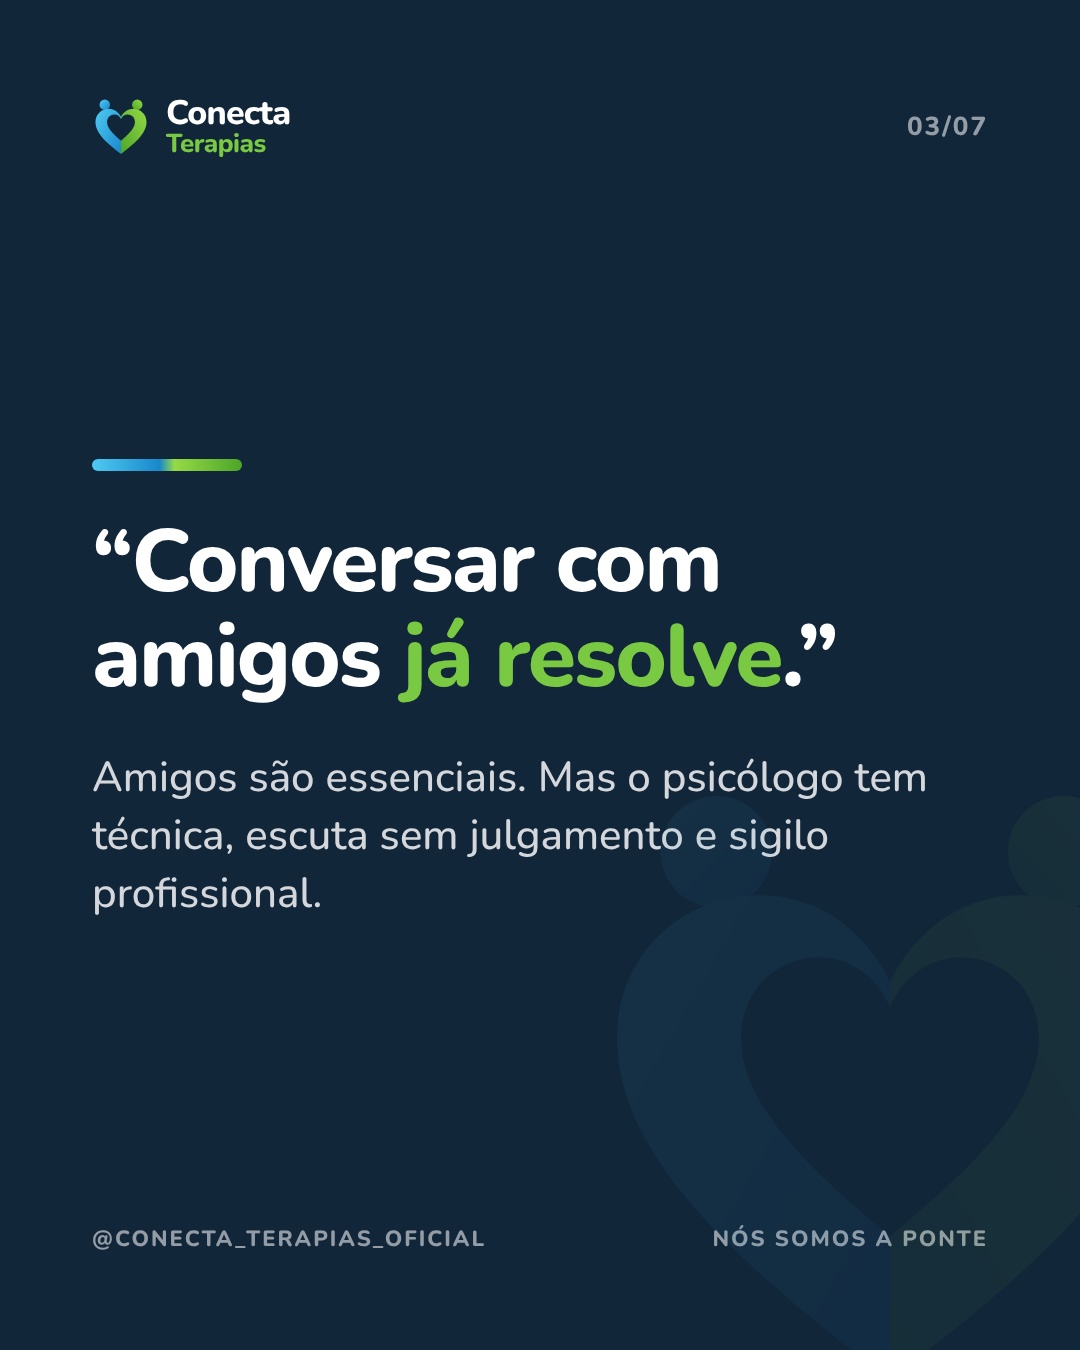 Conecta
Terapias
03/07
“Conversar com
amigos já resolve.”
Amigos são essenciais. Mas o psicólogo tem
técnica, escuta sem julgamento e sigilo
profissional.
@CONECTA_TERAPIAS_OFICIAL
NÓS SOMOS A PONTE